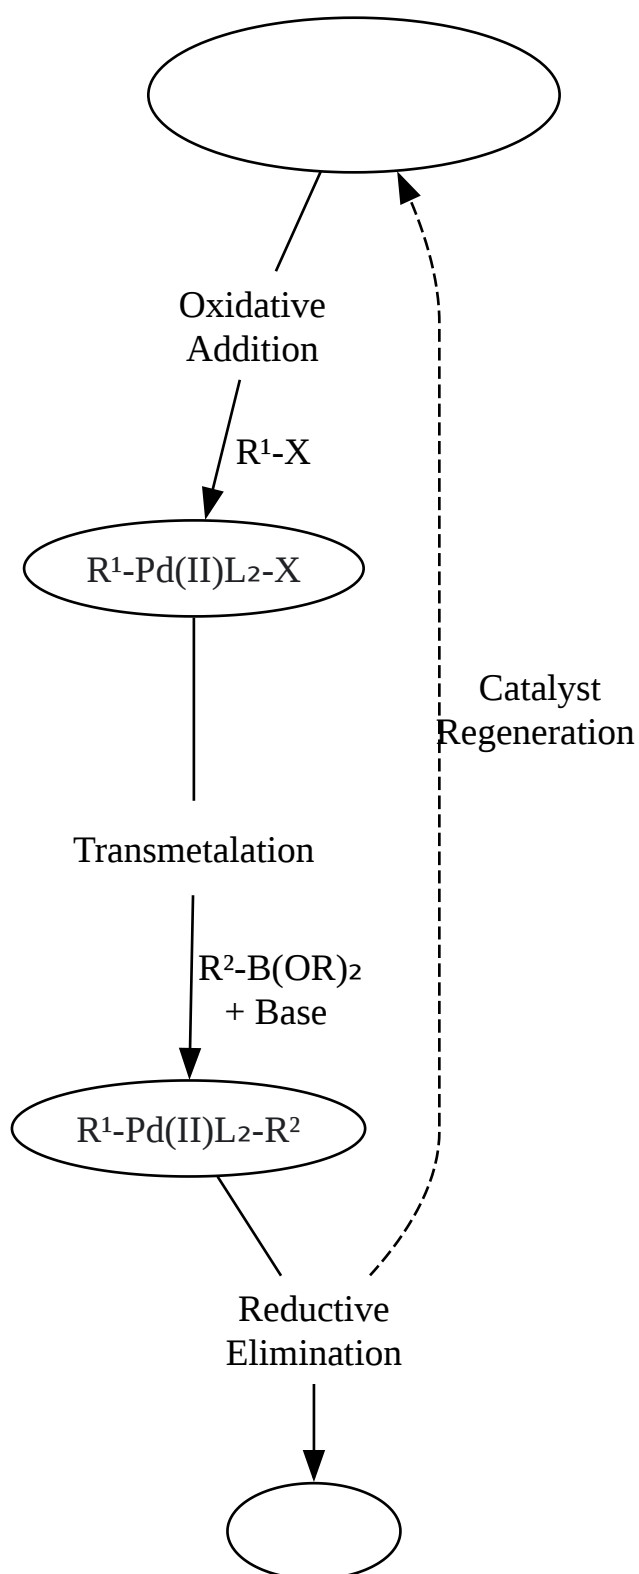 Oxidative
Addition
R¹-X
R¹-Pd(II)L₂-X
Catalyst
Regeneration
Transmetalation
R²-B(OR)₂
+ Base
R¹-Pd(II)L₂-R²
Reductive
Elimination